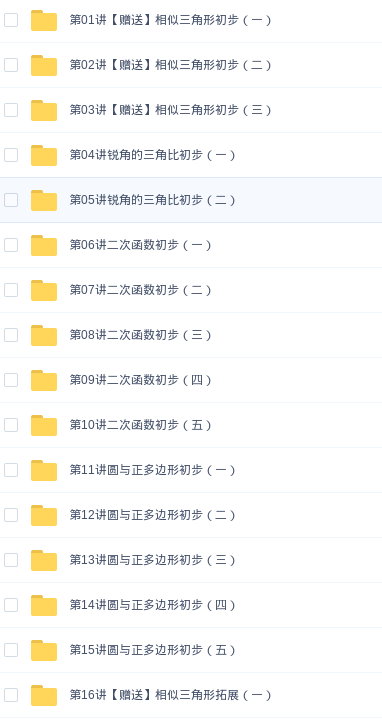 第01讲【赠送】相似三角形初步（一）
第02讲【赠送】相似三角形初步（二）
第03讲【赠送】相似三角形初步（三）
第04讲锐角的三角比初步（一）
第05讲锐角的三角比初步（二）
第06讲二次函数初步（一）
第07讲二次函数初步（二）
第08讲二次函数初步（三）
第09讲二次函数初步（四）
第10讲二次函数初步（五）
第11讲圆与正多边形初步（一）
第12讲圆与正多边形初步（二）
第13讲圆与正多边形初步（三）
第14讲圆与正多边形初步（四）
第15讲圆与正多边形初步（五）
第16讲【赠送】相似三角形拓展（一）